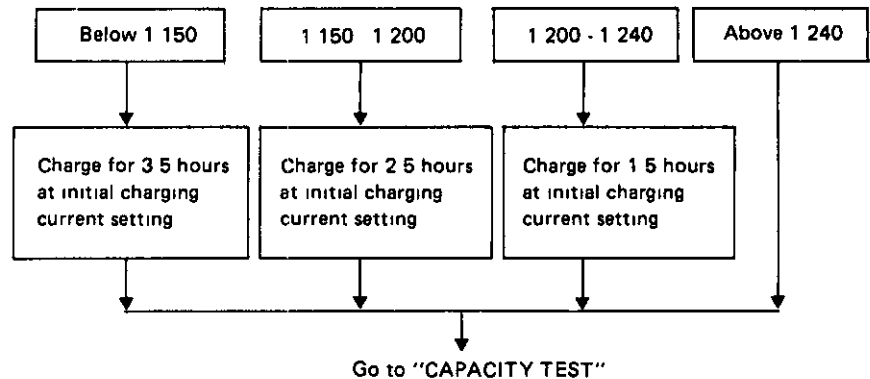 Below 1 150
1 150 1 200
1 200 - 1 240
Above 1 240
Charge for 3 5 hours
at initial charging
current setting
Charge for 2 5 hours
at initial charging
current setting
Charge for 1 5 hours
at initial charging
current setting
Go to "CAPACITY TEST"